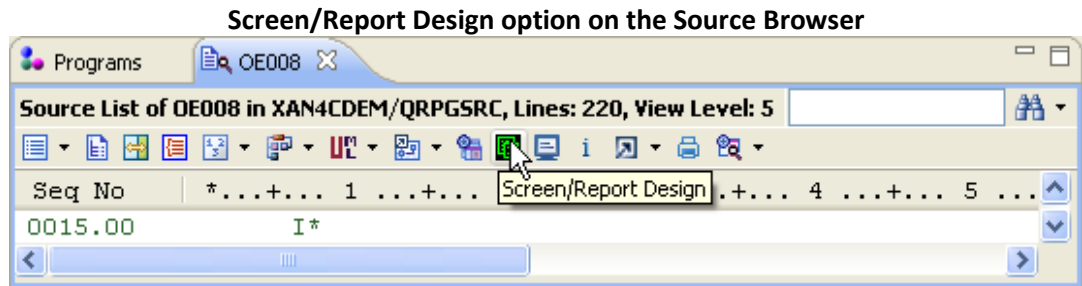 Screen/Report Design option on the Source Browser
Programs OE008
Source List of OE008 in XAN4CDEM/QRPGSRC, Lines: 220, View Level: 5
Seq No *...+... 1 ...+... Screen/Report Design .+... 4 ...+... 5 ...
0015.00 I*